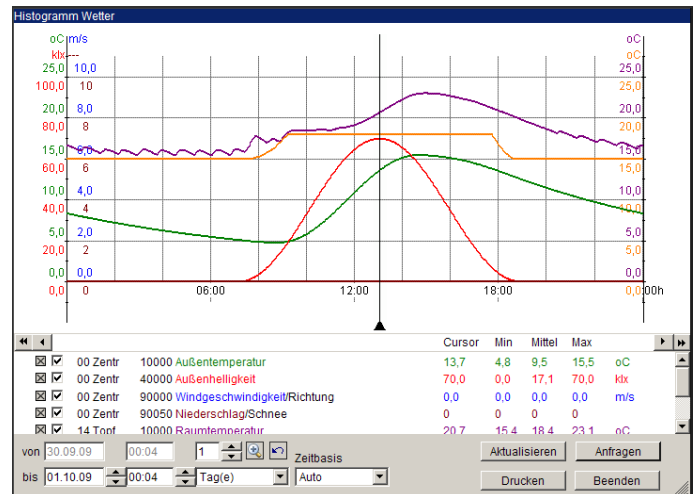 Histogramm Wetter
oC m/s oC oC
klx ---
25,0 10,0 25,0 25,0
100,0 10
20,0 8,0 20,0 20,0
80,0 8
15,0 6,0 15,0 15,0
60,0 6
10,0 4,0 10,0 10,0
40,0 4
5,0 2,0 5,0 5,0
20,0 2
0,0 0,0 0,0
0,0 0 06:00 12:00 18:00 0,0 00h
Cursor Min Mittel Max
00 Zentr 10000 Außentemperatur 13,7 4,8 9,5 15,5 oC
00 Zentr 40000 Außenhelligkeit 70,0 0,0 17,1 70,0 klx
00 Zentr 90000 Windgeschwindigkeit/Richtung 0,0 0,0 0,0 0,0 m/s
00 Zentr 90050 Niederschlag/Schnee 0 0 0 0
14 Topf 10000 Raumtemperatur 20,7 15,4 18,4 23,1 oC
von 30.09.09 00:04 1 Zeitbasis Aktualisieren Anfragen
bis 01.10.09 00:04 Tag(e) Auto Drucken Beenden